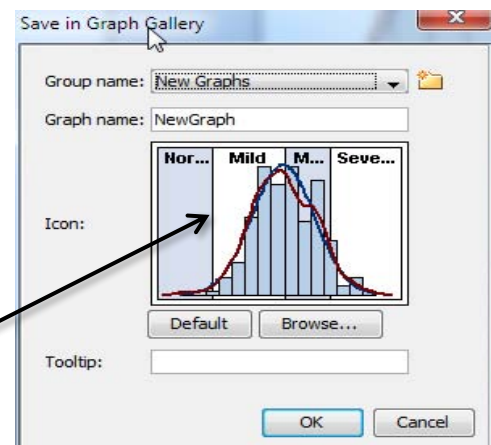 Save in Graph Gallery
Group name: New Graphs
Graph name: NewGraph
Nor... Mild M... Seve...
Icon:
Default Browse...
Tooltip:
OK Cancel